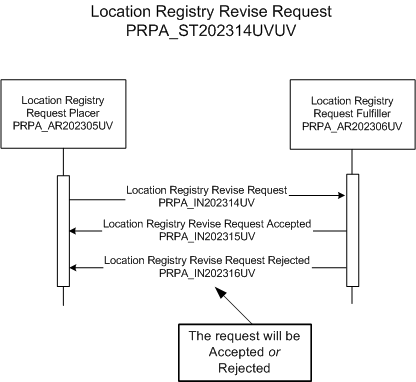 Location Registry Revise Request
PRPA_ST202314UVUV
Location Registry
Request Placer
PRPA_AR202305UV
Location Registry
Request Fulfiller
PRPA_AR202306UV
Location Registry Revise Request
PRPA_IN202314UV
Location Registry Revise Request Accepted
PRPA_IN202315UV
Location Registry Revise Request Rejected
PRPA_IN202316UV
The request will be
Accepted or
Rejected